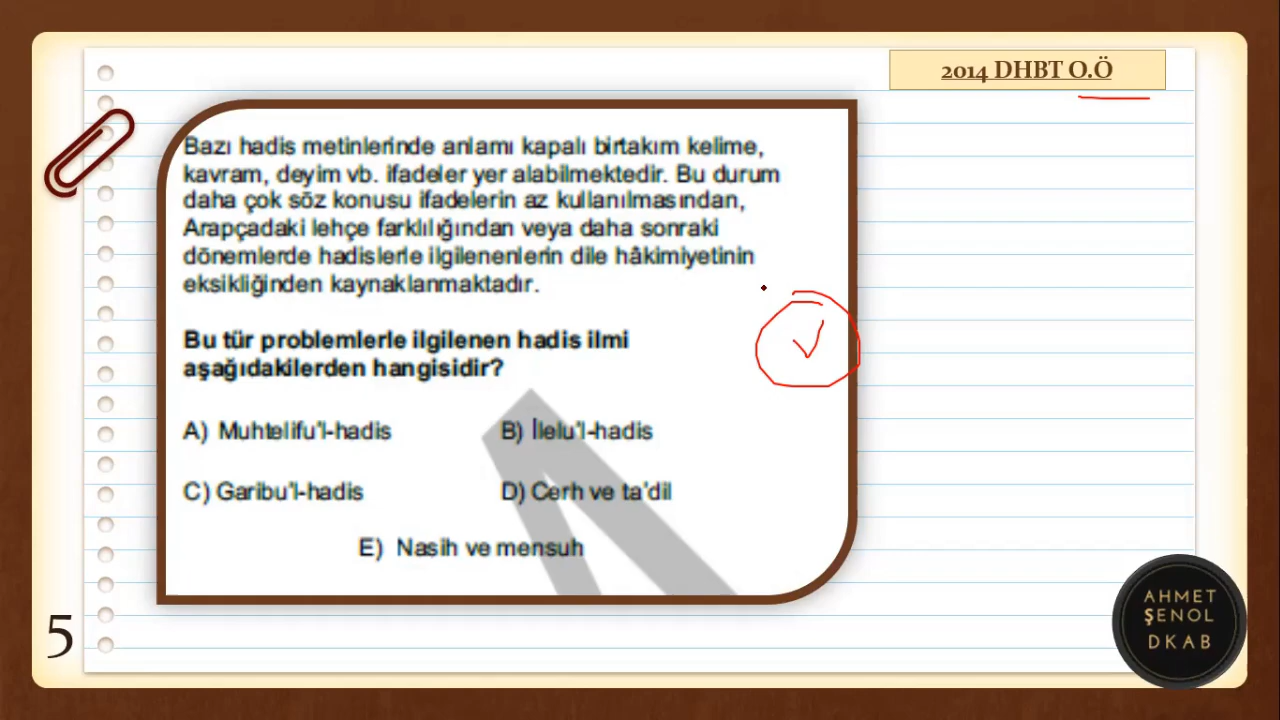 2014 DHBT O.Ö
Bazı hadis metinlerinde anlamı kapalı birtakım kelime,
kavram, deyim vb. ifadeler yer alabilmektedir. Bu durum
daha çok söz konusu ifadelerin az kullanılmasından,
Arapçadaki lehçe farklılığından veya daha sonraki
dönemlerde hadislerle ilgilenenlerin dile hâkimiyetinin
eksikliğinden kaynaklanmaktadır.
Bu tür problemlerle ilgilenen hadis ilmi
aşağıdakilerden hangisidir?
A) Muhtelifu'l-hadis B) İlelu'l-hadis
C) Garibu'l-hadis D) Cerh ve ta'dil
E) Nasih ve mensuh
5
AHMET
ŞENOL
DKAB